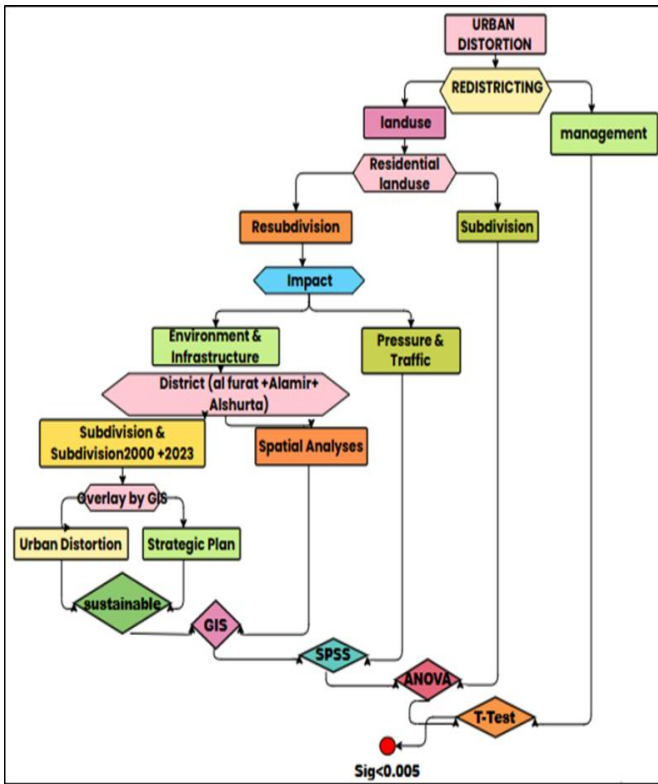 URBAN
DISTORTION
REDISTRICTING
landuse
management
Residential
landuse
Resubdivision
Subdivision
Impact
Environment &
Infrastructure
Pressure &
Traffic
District (al furat +Alamir+
Alshurta)
Subdivision &
Subdivision2000 +2023
Spatial Analyses
Overlay by GIS
Urban Distortion
Strategic Plan
sustainable
GIS
SPSS
ANOVA
T-Test
Sig<0.005